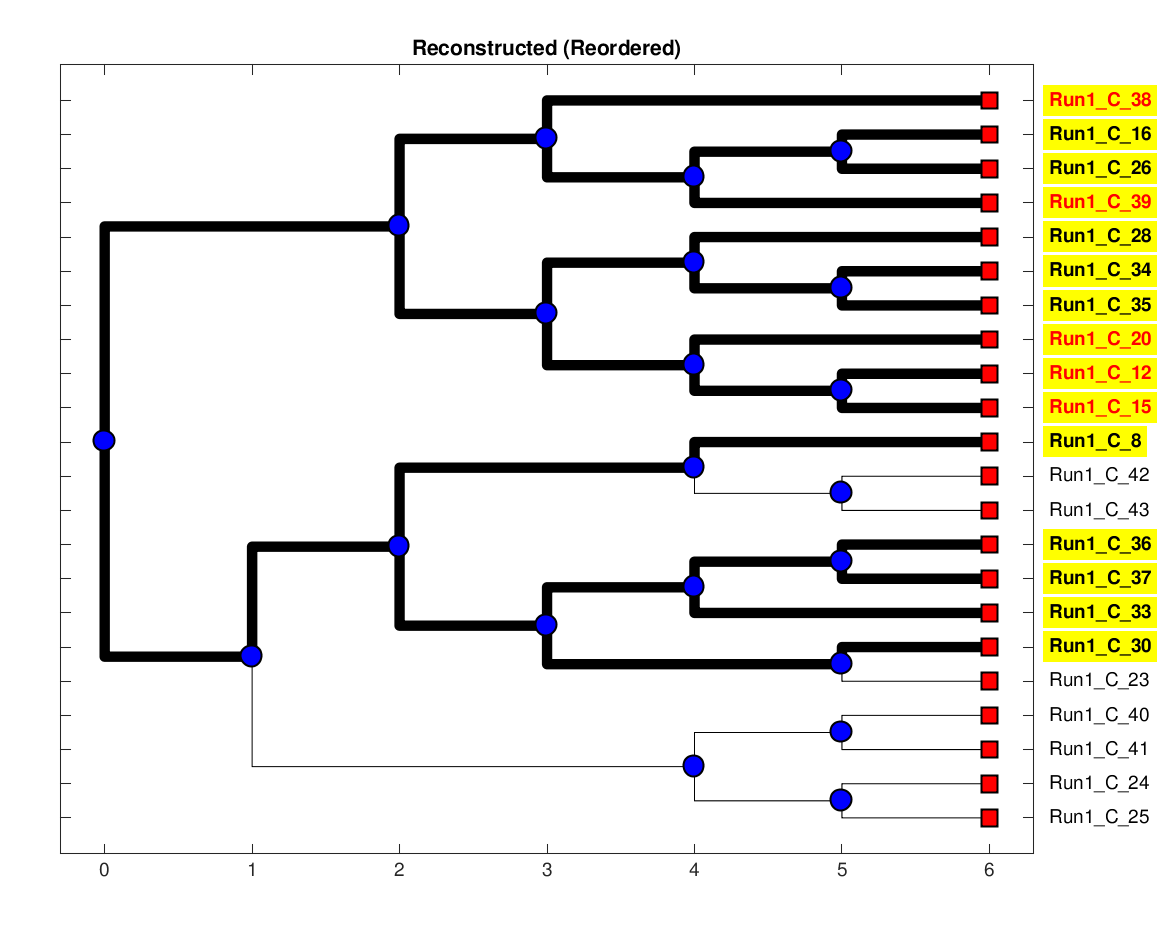 Reconstructed (Reordered)
Run1_C_38
Run1_C_16
Run1_C_26
Run1_C_39
Run1_C_28
Run1_C_34
Run1_C_35
Run1_C_20
Run1_C_12
Run1_C_15
Run1_C_8
Run1_C_42
Run1_C_43
Run1_C_36
Run1_C_37
Run1_C_33
Run1_C_30
Run1_C_23
Run1_C_40
Run1_C_41
Run1_C_24
Run1_C_25
0 1 2 3 4 5 6